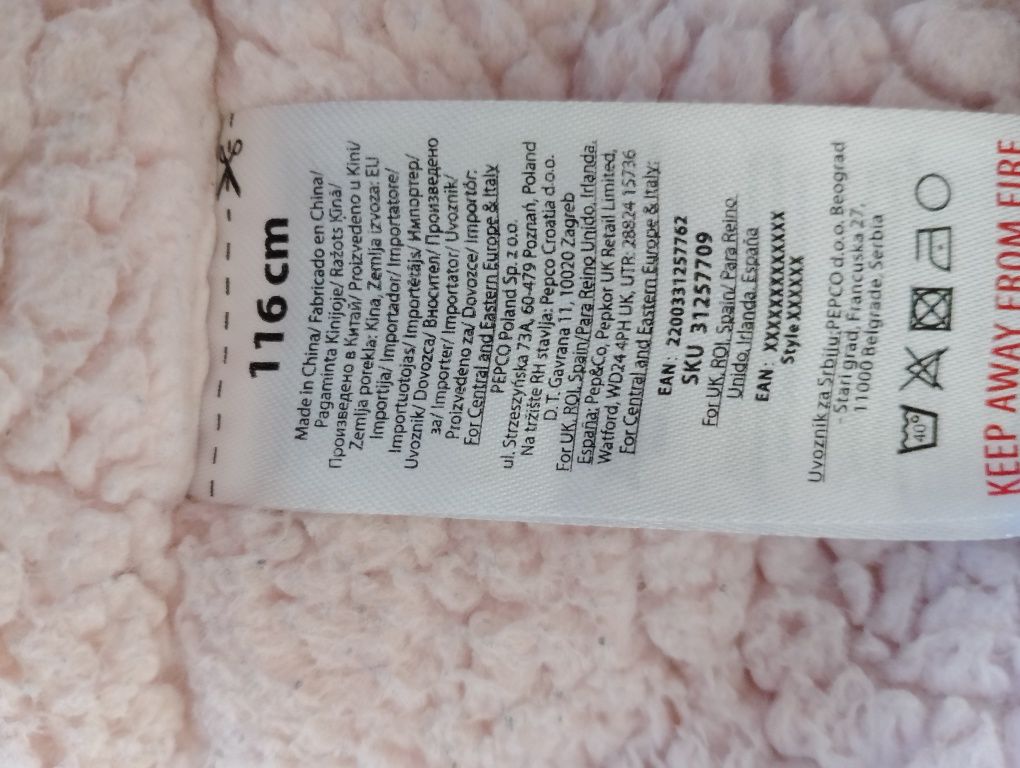 116 cm
Made in China/ Fabricado en China/
Pagaminta Kinijoje/ Ražots Ķīnā/
Произведено в Китай/ Proizvedeno u Kini/
Zemlja porekla: Kina, Zemlja izvoza: EU
Importija/ Importador/ Importatore/
Importuotojas/ Importētājs/ Импортер/
Uvoznik/ Dovozca/ Вносител/ Произведено
за/ Importer/ Importator/ Uvoznik/
Proizvedeno za/ Dovozce/ Importőr:
For Central and Eastern Europe & Italy
PEPCO Poland Sp. z o.o.
ul. Strzeszyńska 73A, 60-479 Poznań, Poland
Na tržište RH stavlja: Pepco Croatia d.o.o.
D. T. Gavrana 11, 10020 Zagreb
For UK, ROI, Spain/Para Reino Unido, Irlanda,
España: Pep&Co, Pepkor UK Retail Limited,
Watford, WD24 4PH UK, UTR: 28824 15736
For Central and Eastern Europe & Italy:
EAN: 2200331257762
SKU 31257709
For UK, ROI, Spain/ Para Reino
Unido, Irlanda, España
EAN: XXXXXXXXXXXXX
Style XXXXXX
Uvoznik za Srbiju: PEPCO d.o.o. Beograd
- Stari grad, Francuska 27,
11000 Belgrade, Serbia
40°
KEEP AWAY FROM FIRE